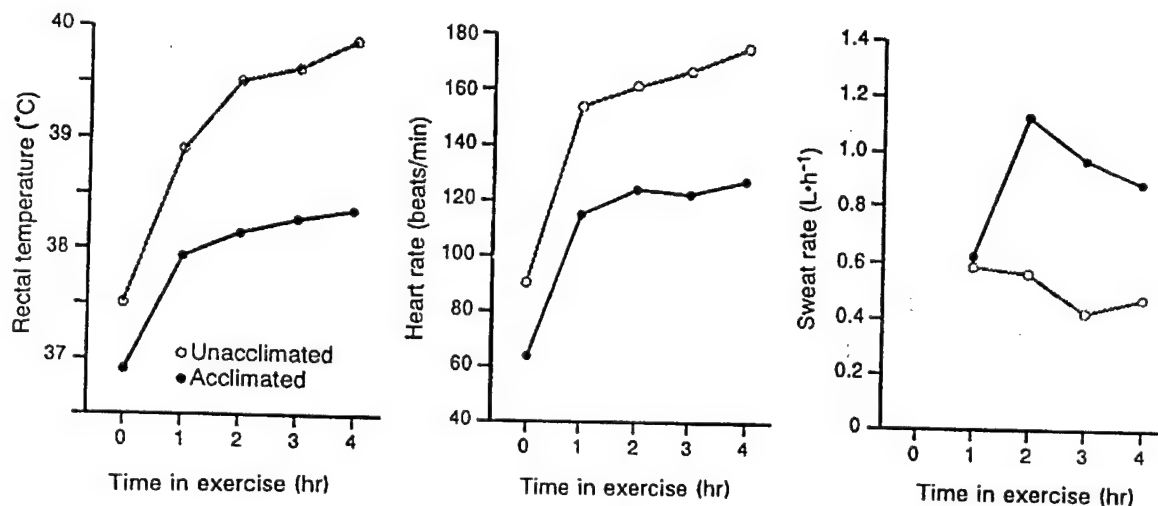 Rectal temperature (°C)
40
39
38
37
○ Unacclimated
● Acclimated
0 1 2 3 4
Time in exercise (hr)
Heart rate (beats/min)
180
160
140
120
100
80
60
40
0 1 2 3 4
Time in exercise (hr)
Sweat rate (L•h⁻¹)
1.4
1.2
1.0
0.8
0.6
0.4
0.2
0
0 1 2 3 4
Time in exercise (hr)